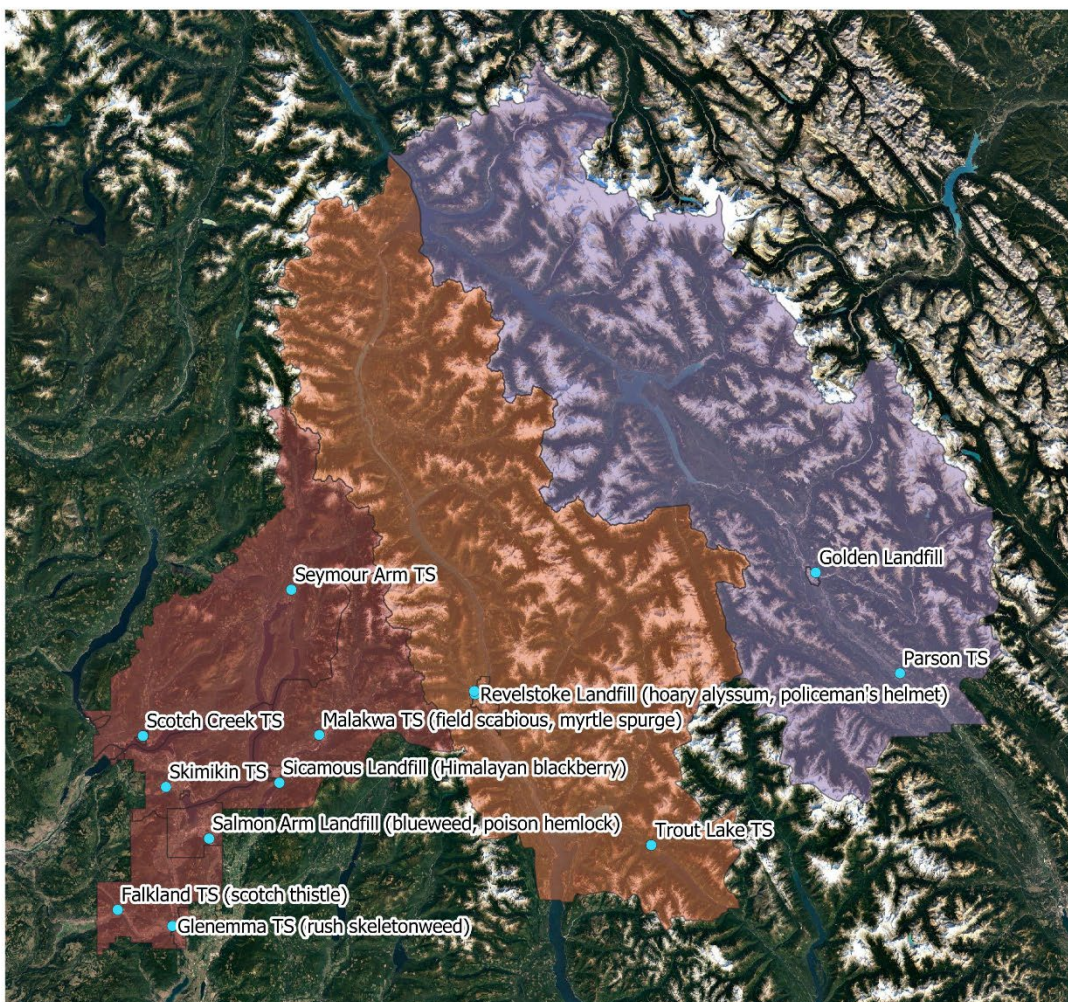 Golden Landfill
Seymour Arm TS
Parson TS
Revelstoke Landfill (hoary alyssum, policeman's helmet)
Scotch Creek TS
Malakwa TS (field scabious, myrtle spurge)
Skimikin TS
Sicamous Landfill (Himalayan blackberry)
Salmon Arm Landfill (blueweed, poison hemlock)
Trout Lake TS
Falkland TS (scotch thistle)
Glenemma TS (rush skeletonweed)